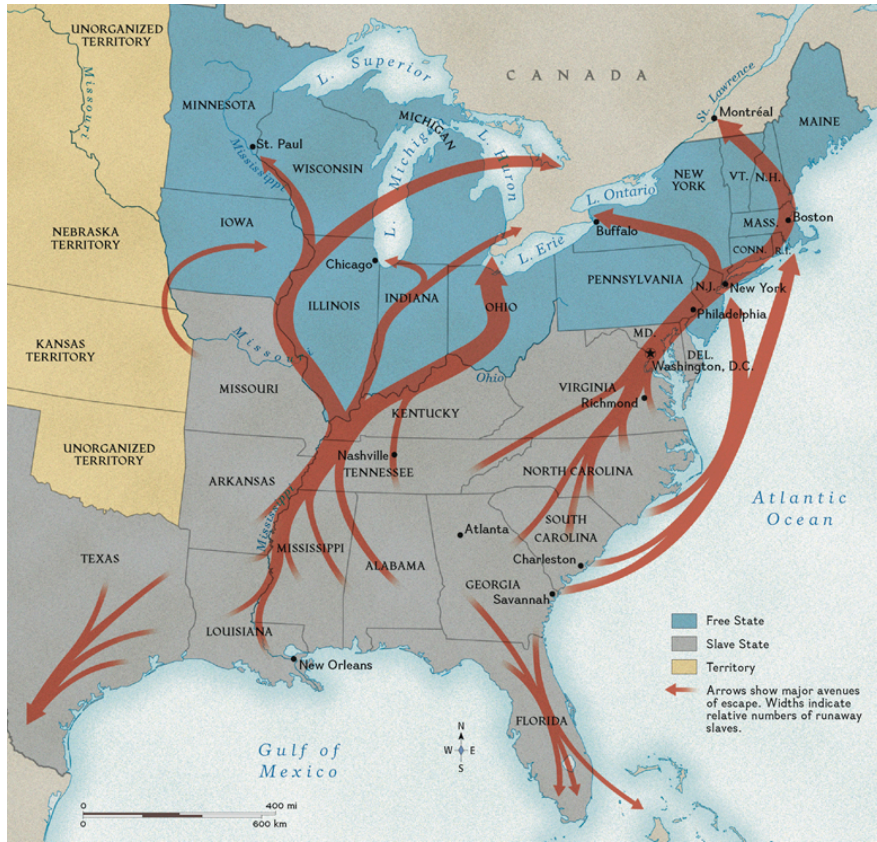 UNORGANIZED
TERRITORY
Missouri
L. Superior
CANADA
St. Lawrence
MINNESOTA
Montréal
MICHIGAN
MAINE
St. Paul
Mississippi
WISCONSIN
L. Michigan
L. Huron
NEW
YORK
VT.
N.H.
L. Ontario
IOWA
MASS.
Boston
NEBRASKA
TERRITORY
Buffalo
CONN.
R.I.
L. Erie
Chicago
PENNSYLVANIA
N.J.
New York
ILLINOIS
INDIANA
OHIO
Philadelphia
KANSAS
TERRITORY
Missouri
MD.
DEL.
Washington, D.C.
Ohio
MISSOURI
VIRGINIA
Richmond
KENTUCKY
UNORGANIZED
TERRITORY
Nashville
TENNESSEE
NORTH CAROLINA
ARKANSAS
Atlantic
Ocean
Mississippi
SOUTH
CAROLINA
Atlanta
MISSISSIPPI
TEXAS
ALABAMA
Charleston
GEORGIA
Savannah
LOUISIANA
New Orleans
FLORIDA
Gulf of
Mexico
Free State
Slave State
Territory
Arrows show major avenues
of escape. Widths indicate
relative numbers of runaway
slaves.
N
W E
S
0 400 mi
0 600 km